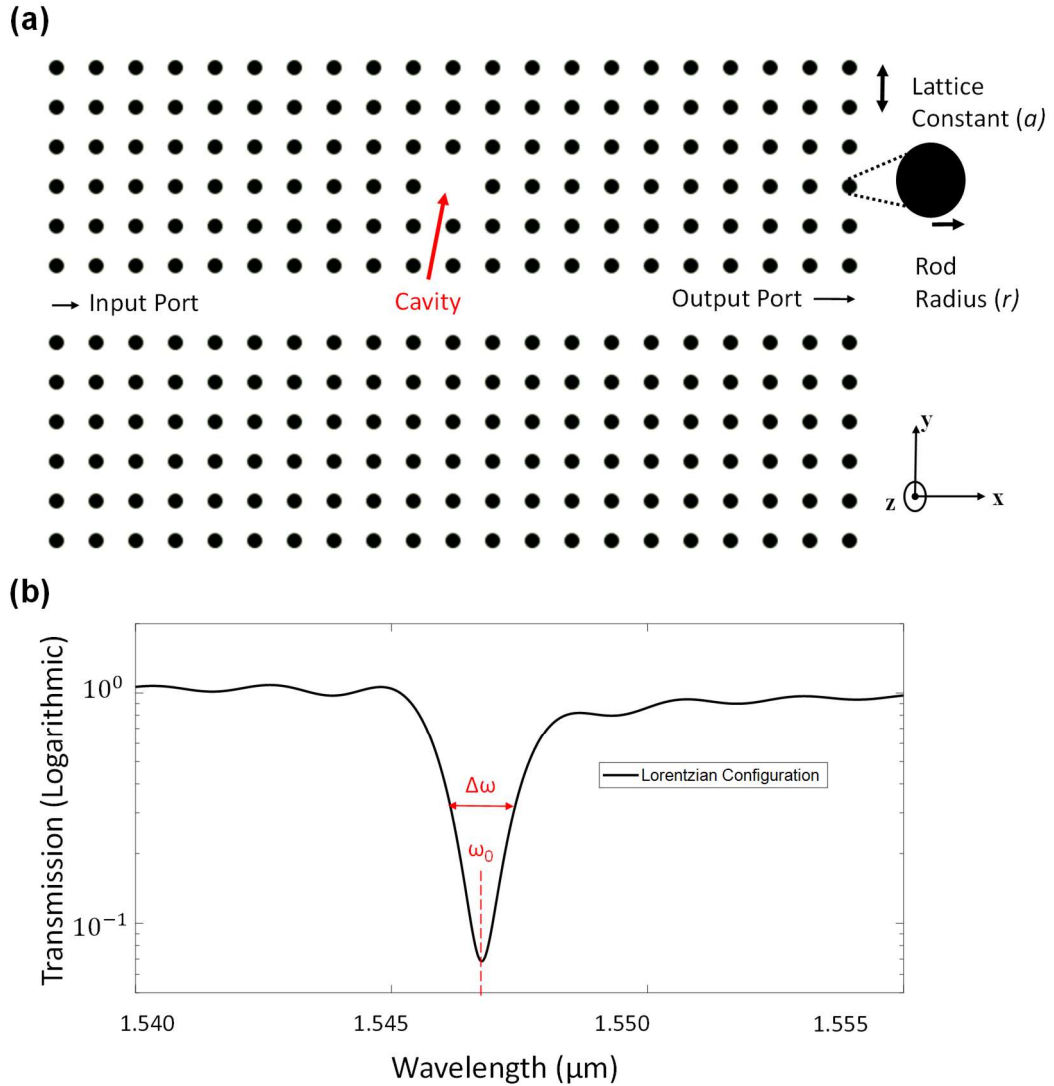 (a)
Lattice
Constant (a)
Rod
Radius (r)
Input Port
Cavity
Output Port
y
z
x
(b)
Transmission (Logarithmic)
10⁰
10⁻¹
Δω
ω₀
Lorentzian Configuration
1.540
1.545
1.550
1.555
Wavelength (μm)